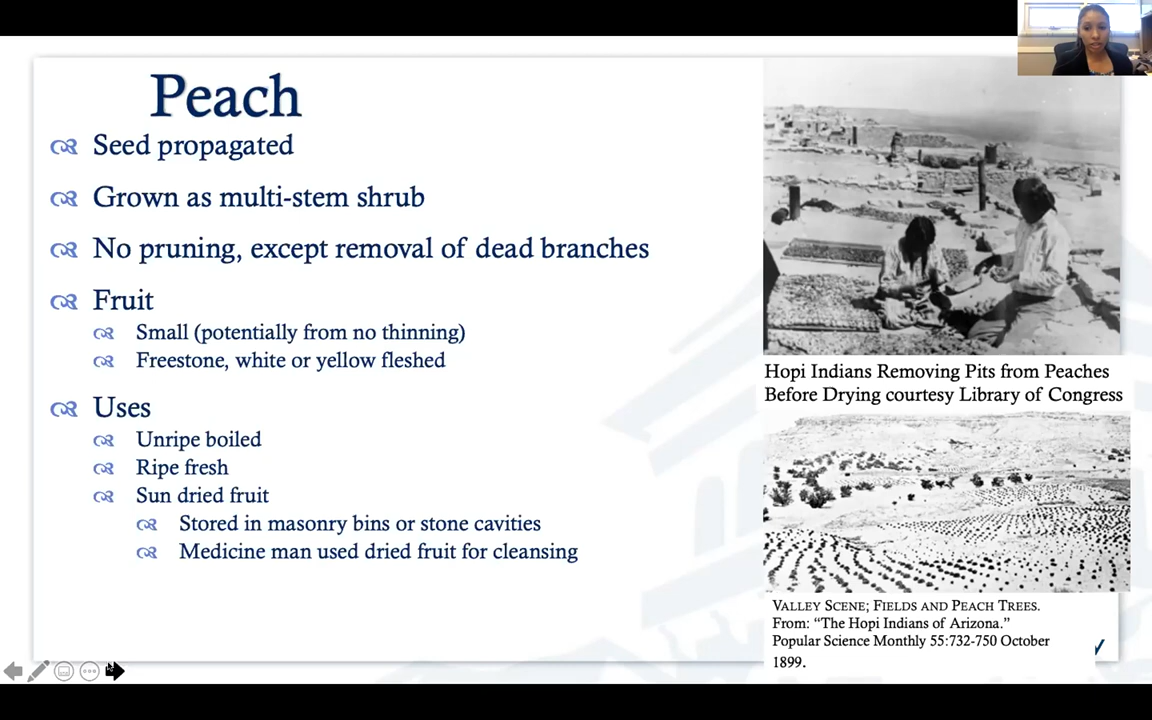 Peach
Seed propagated
Grown as multi-stem shrub
No pruning, except removal of dead branches
Fruit
Small (potentially from no thinning)
Freestone, white or yellow fleshed
Uses
Unripe boiled
Ripe fresh
Sun dried fruit
Stored in masonry bins or stone cavities
Medicine man used dried fruit for cleansing
Hopi Indians Removing Pits from Peaches
Before Drying courtesy Library of Congress
VALLEY SCENE; FIELDS AND PEACH TREES.
From: “The Hopi Indians of Arizona.”
Popular Science Monthly 55:732-750 October
1899.